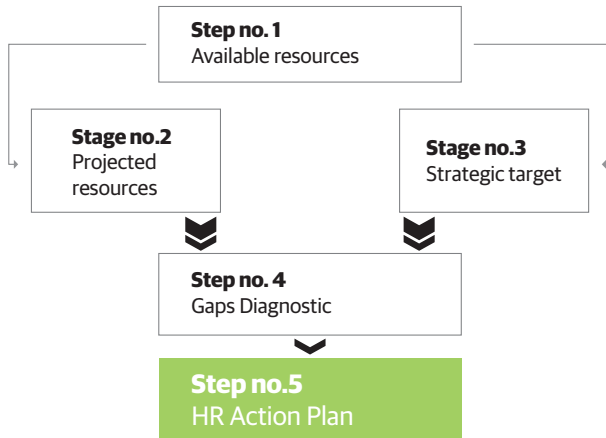 Step no. 1
Available resources
Stage no.2
Projected
resources
Stage no.3
Strategic target
Step no. 4
Gaps Diagnostic
Step no.5
HR Action Plan